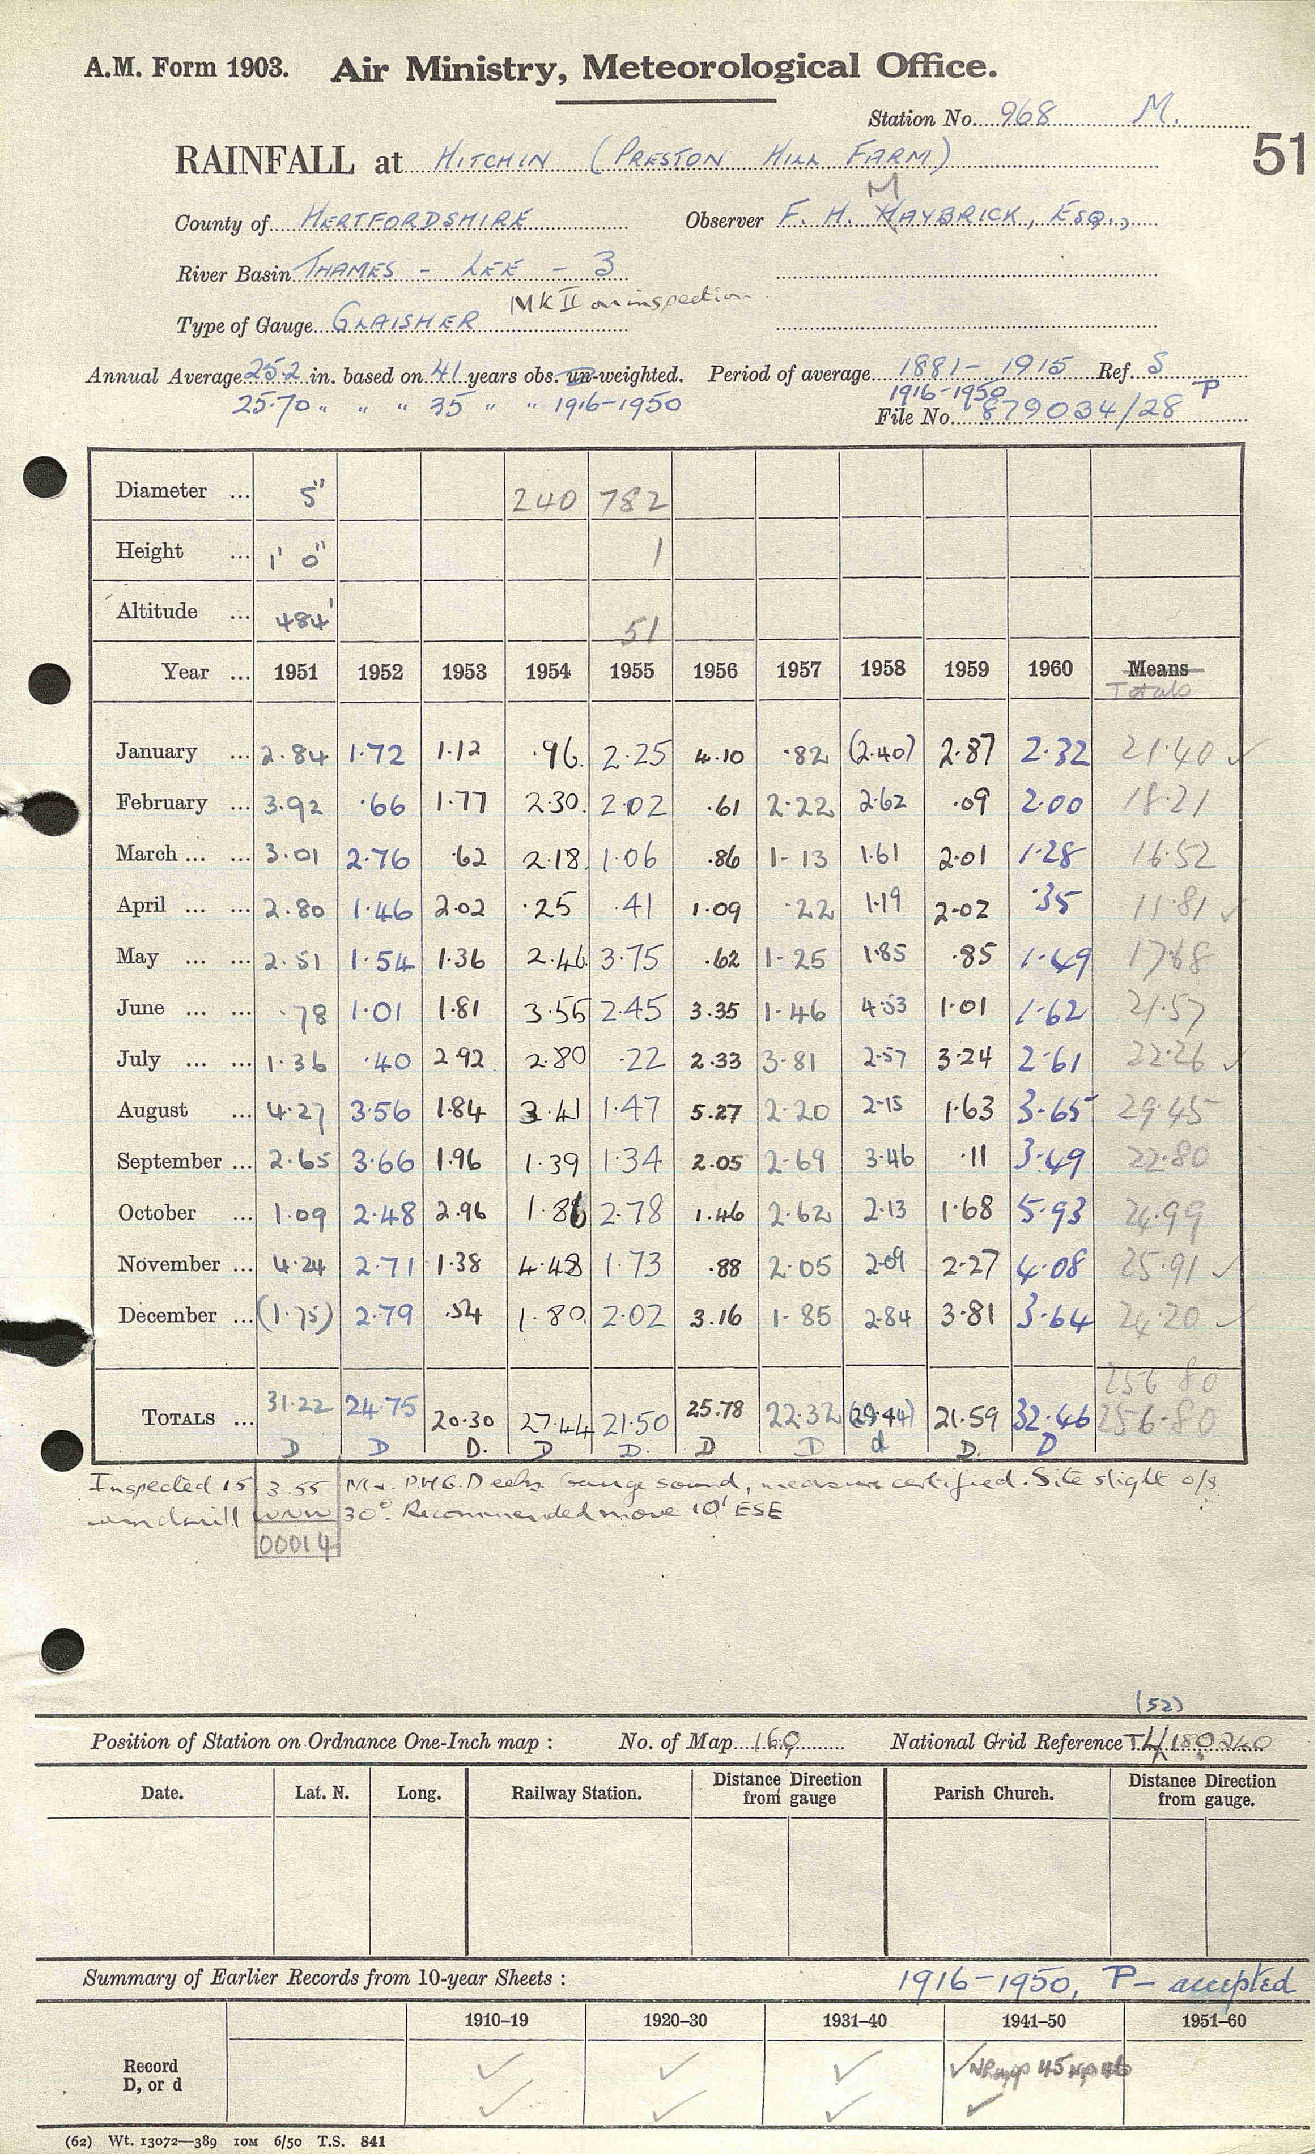 A.M. Form 1903. Air Ministry, Meteorological Office.
Station No. 968 M.
RAINFALL at HITCHIN (PRESTON HILL FARM)
51
M
County of HERTFORDSHIRE Observer F. H. MAYBRICK, ESQ.,
River Basin THAMES - LEE - 3
MK II on inspection
Type of Gauge GLAISHER
Annual Average 25.2 in. based on 41 years obs. un-weighted. Period of average 1881-1915 Ref. S
25.70 " " " 35 " " 1916-1950 1916-1950 P
File No. 879034/28
Diameter ... 5" 240 782
Height ... 1' 0" 1
Altitude ... 484' 51
Year ... 1951 1952 1953 1954 1955 1956 1957 1958 1959 1960 Means
Totals
January ... 2.84 1.72 1.12 .96 2.25 4.10 .82 (2.40) 2.87 2.32 21.40 ✓
February ... 3.92 .66 1.77 2.30 2.02 .61 2.22 2.62 .09 2.00 18.21
March ... ... 3.01 2.76 .62 2.18 1.06 .86 1-13 1.61 2.01 1.28 16.52
April ... ... 2.80 1.46 2.02 .25 .41 1.09 .22 1.19 2.02 .35 11.81 ✓
May ... ... 2.51 1.54 1.36 2.46 3.75 .62 1-25 1.85 .85 1.49 17.68
June ... ... .78 1.01 1.81 3.55 2.45 3.35 1-46 4.53 1.01 1.62 21.57
July ... ... 1.36 .40 2.92 2.80 .22 2.33 3-81 2.57 3.24 2.61 22.26 ✓
August ... 4.27 3.56 1.84 3.41 1.47 5.27 2.20 2.15 1.63 3.65 29.45
September ... 2.65 3.66 1.96 1.39 1.34 2.05 2-69 3.46 .11 3.49 22.80
October ... 1.09 2.48 2.96 1.86 2.78 1.46 2.62 2.13 1.68 5.93 24.99
November ... 4.24 2.71 1.38 4.48 1.73 .88 2.05 2.09 2.27 4.08 25.91 ✓
December ... (1.75) 2.79 .54 1.80 2.02 3.16 1-85 2.84 3.81 3.64 24.20 ✓
256 80
TOTALS ... 31.22 24.75 20.30 27.44 21.50 25.78 22.32 (29.44) 21.59 32.46 256.80
D D D. D D. D D d D. D
Inspected 15 3.55 Mr. P.H.G. Deeks Gauge sound, measure certified. Site slight o/s
windmill WNW 30°. Recommended move 10' ESE
00014
(52)
Position of Station on Ordnance One-Inch map : No. of Map 160 National Grid Reference TL/180240
Date. Lat. N. Long. Railway Station. Distance Direction from gauge Parish Church. Distance Direction from gauge.
Summary of Earlier Records from 10-year Sheets : 1916-1950, P- accepted
1910–19 1920–30 1931–40 1941–50 1951–60
Record ✓ ✓ ✓ ✓
D, or d ✓ ✓ ✓ ✓
(62) Wt. 13072—389 10M 6/50 T.S. 841